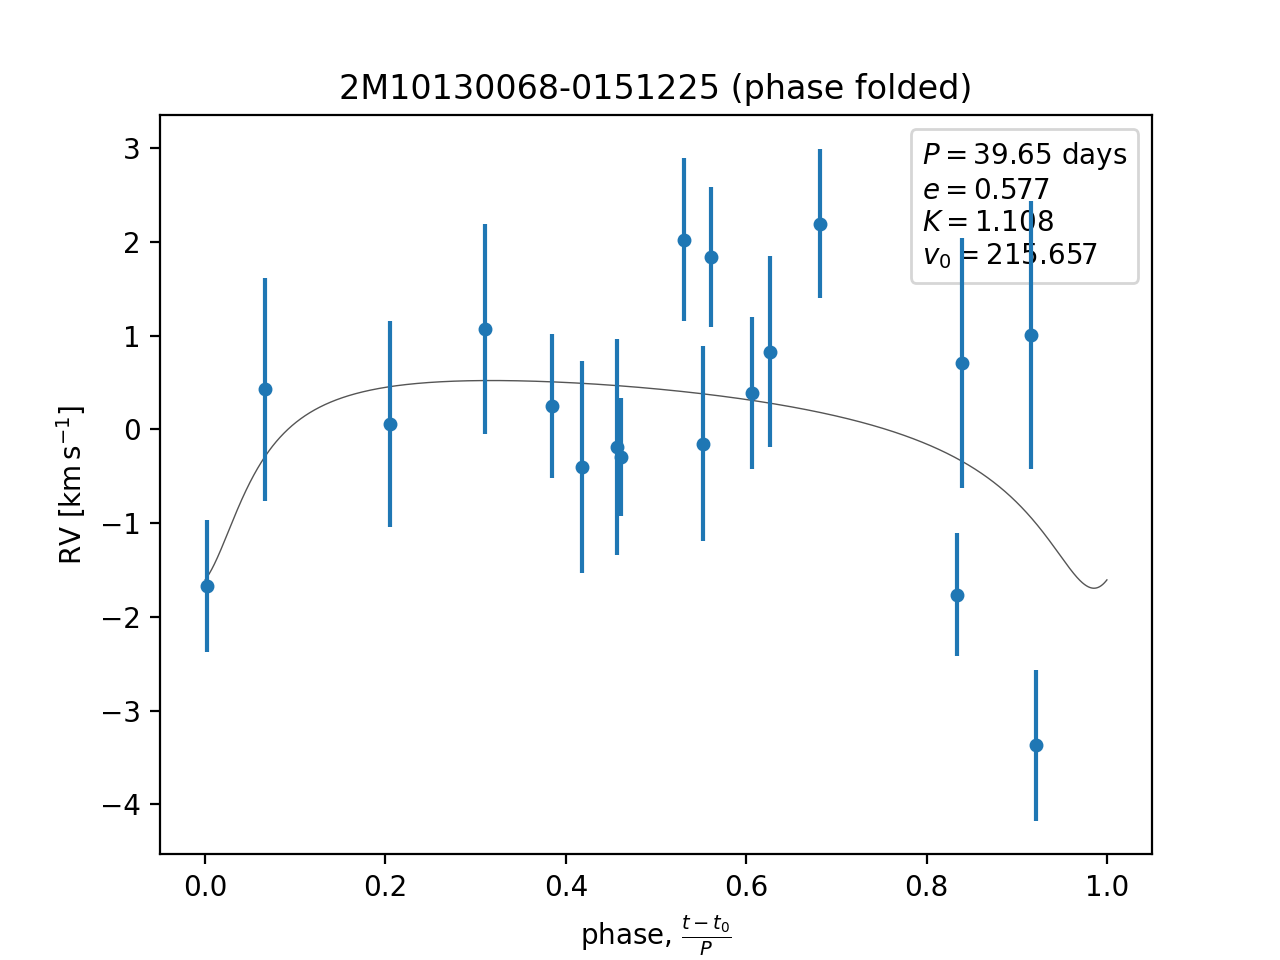 2M10130068-0151225 (phase folded)
P = 39.65 days
e = 0.577
K = 1.108
v₀ = 215.657
RV [km s⁻¹]
3
2
1
0
−1
−2
−3
−4
0.0 0.2 0.4 0.6 0.8 1.0
phase, (t − t₀)/P